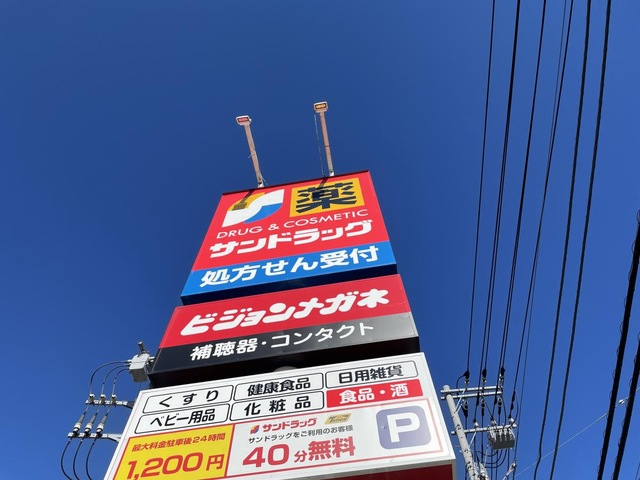 薬
DRUG & COSMETIC
サンドラッグ
処方せん受付
ビジョンメガネ
補聴器・コンタクト
くすり 健康食品 日用雑貨
ベビー用品 化粧品 食品・酒
最大料金駐車後24時間
1,200円
サンドラッグ
サンドラッグをご利用のお客様
40分無料
P